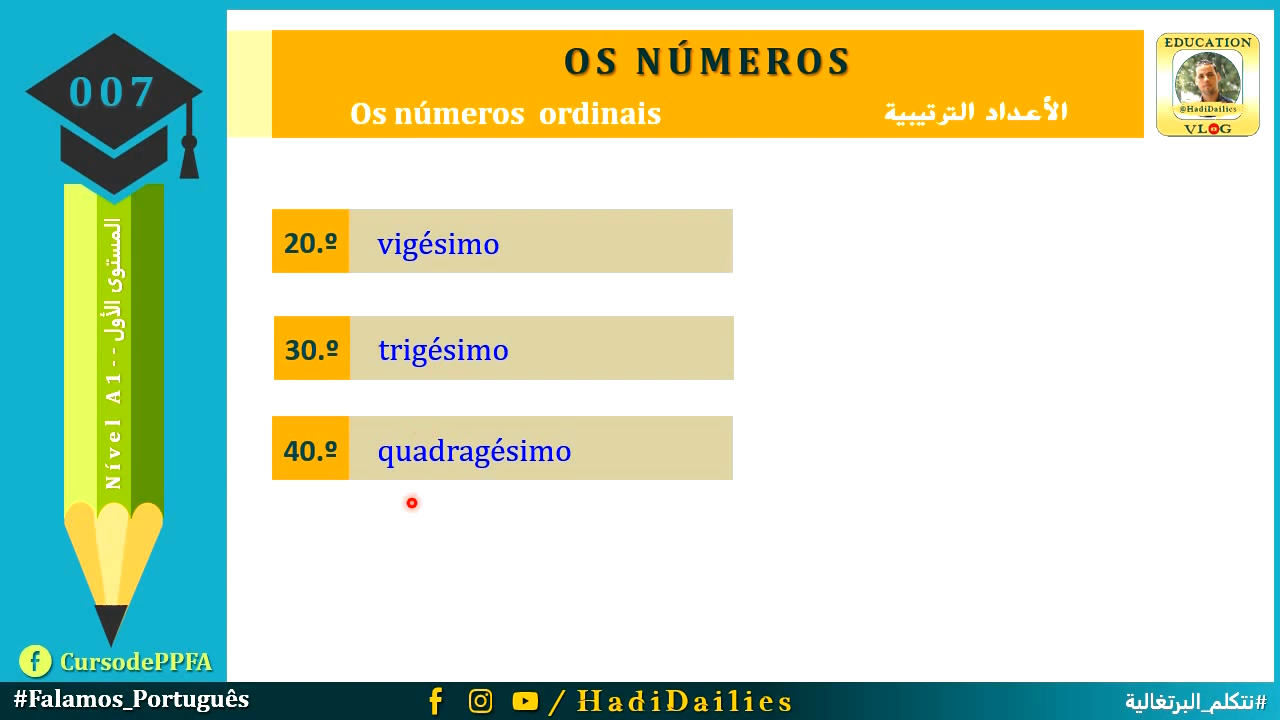 007
OS NÚMEROS
Os números ordinais
الأعداد الترتيبية
EDUCATION
@HadiDailies
VLOG
Nível A1 -- المستوى الأول
20.º vigésimo
30.º trigésimo
40.º quadragésimo
CursodePPFA
#Falamos_Português
/ HadiDailies
#نتكلم_البرتغالية